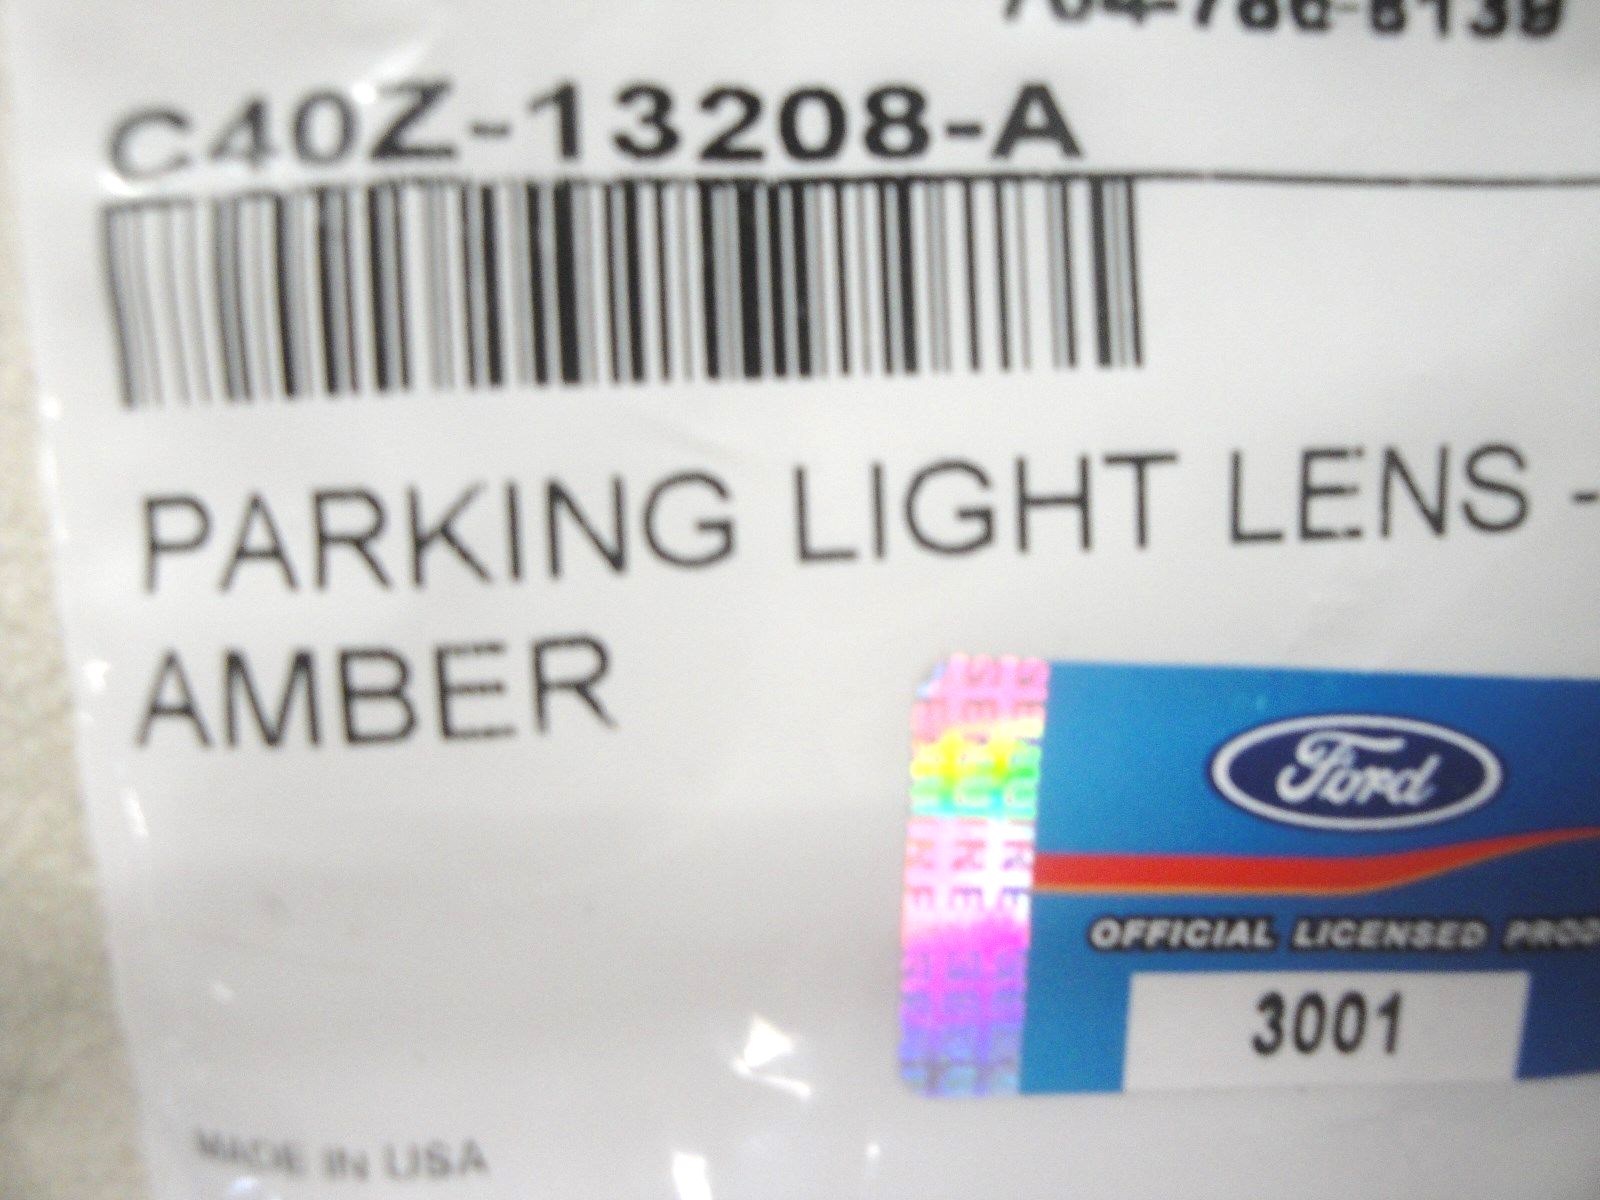 C40Z-13208-A
PARKING LIGHT LENS -
AMBER
Ford
OFFICIAL LICENSED
3001
MADE IN USA